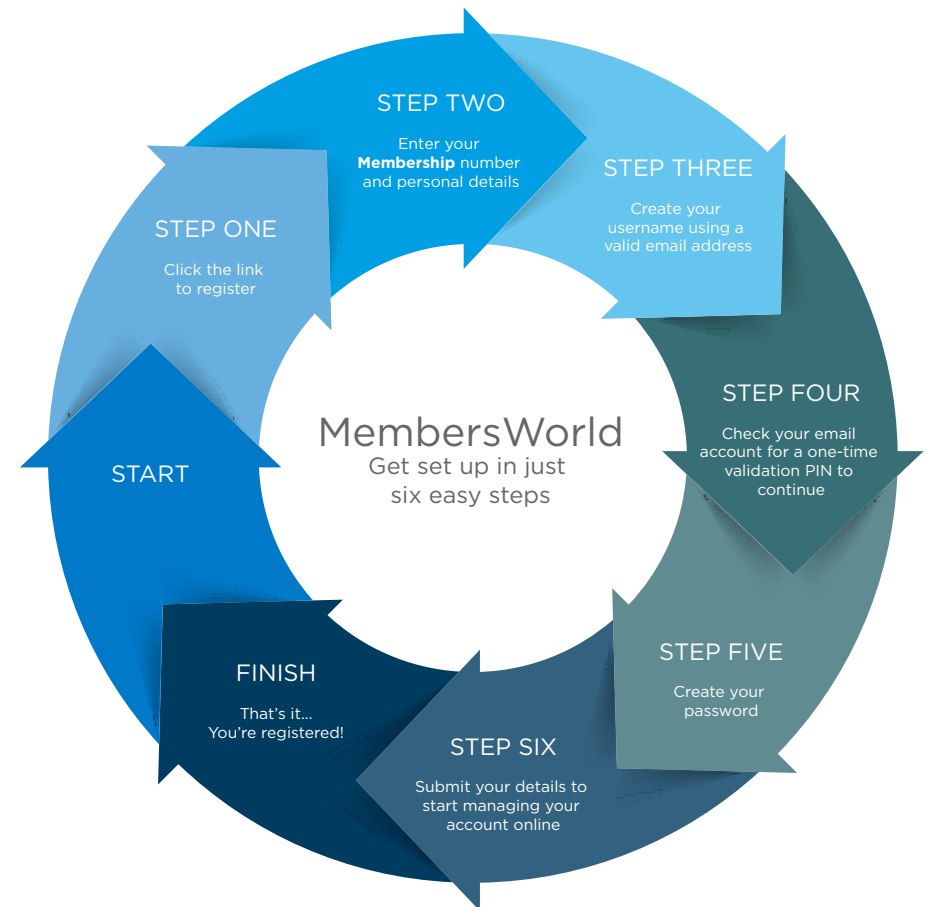 MembersWorld
Get set up in just
six easy steps
START
STEP ONE
Click the link
to register
STEP TWO
Enter your
Membership number
and personal details
STEP THREE
Create your
username using a
valid email address
STEP FOUR
Check your email
account for a one-time
validation PIN to
continue
STEP FIVE
Create your
password
STEP SIX
Submit your details to
start managing your
account online
FINISH
That's it...
You're registered!